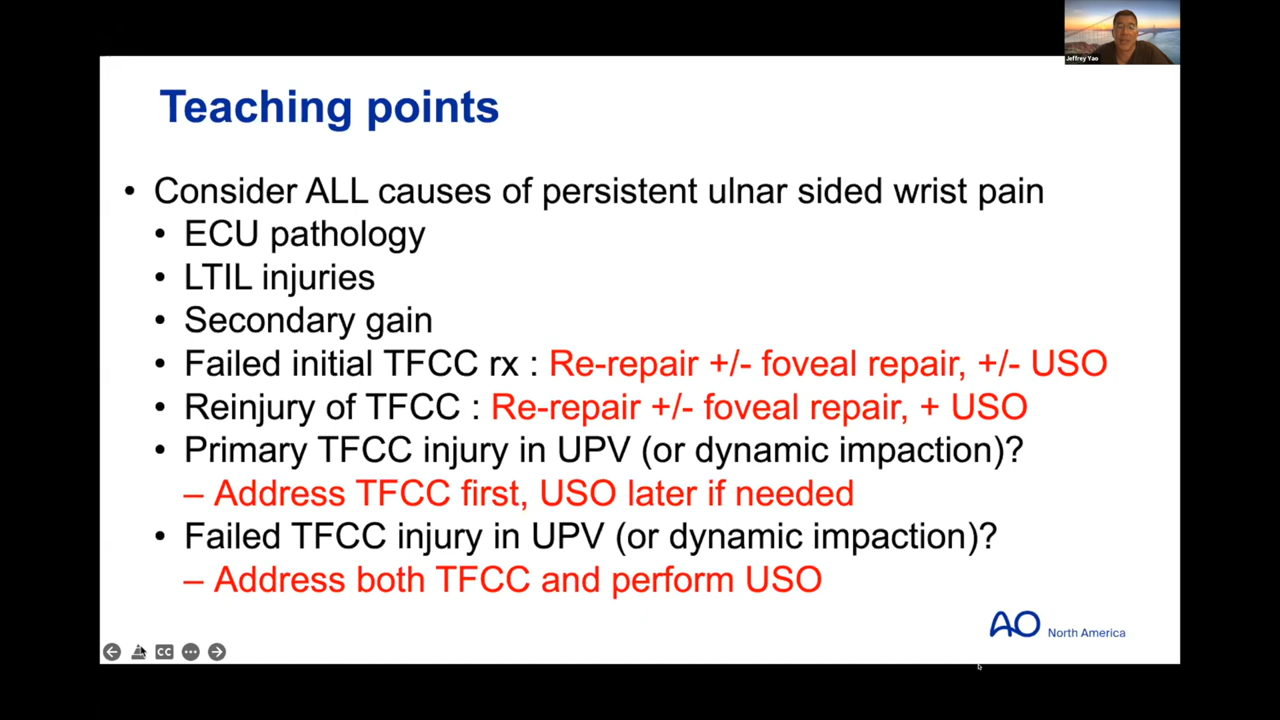 Jeffrey Yao
Teaching points
• Consider ALL causes of persistent ulnar sided wrist pain
• ECU pathology
• LTIL injuries
• Secondary gain
• Failed initial TFCC rx : Re-repair +/- foveal repair, +/- USO
• Reinjury of TFCC : Re-repair +/- foveal repair, + USO
• Primary TFCC injury in UPV (or dynamic impaction)?
– Address TFCC first, USO later if needed
• Failed TFCC injury in UPV (or dynamic impaction)?
– Address both TFCC and perform USO
AO North America
CC